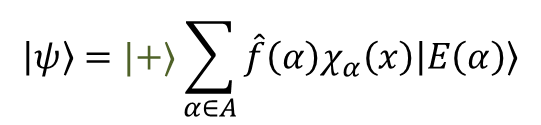 |ψ⟩ = |+⟩ ∑_{α∈A} f̂(α)χ_α(x)|E(α)⟩